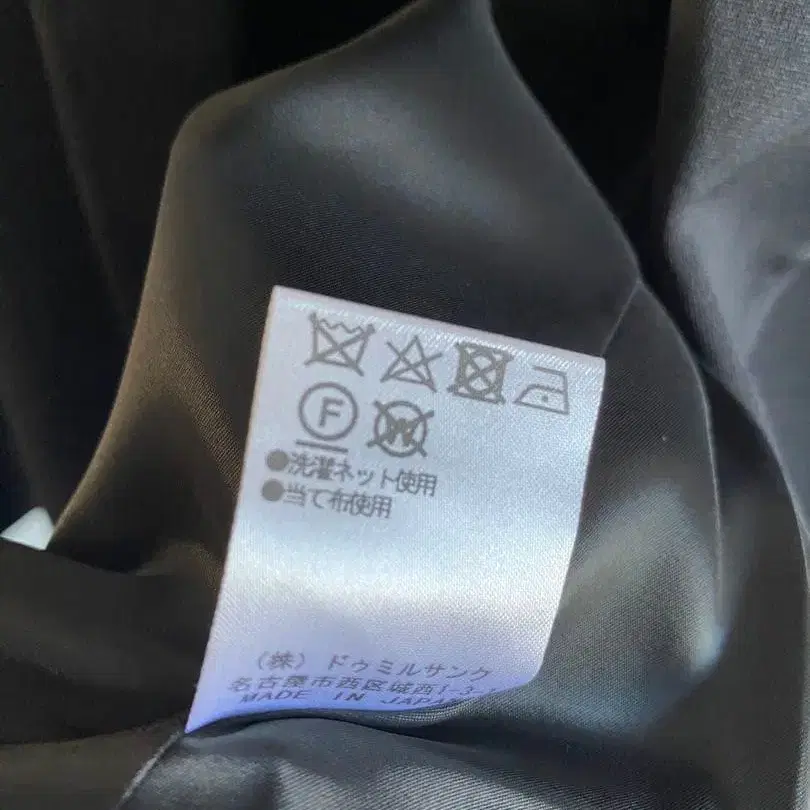 F
W
●洗濯ネット使用
●当て布使用
(株) ドゥミルサンク
名古屋市西区城西1-3-
MADE IN JAPA